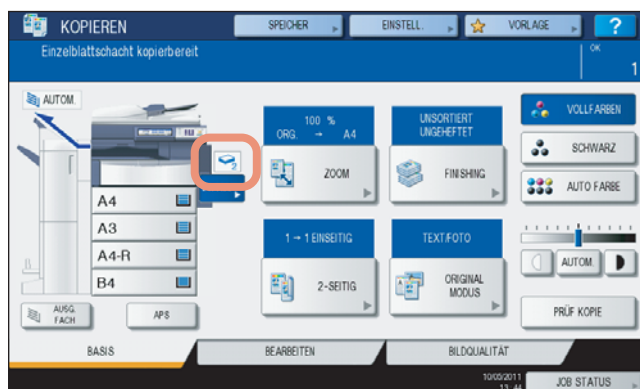 KOPIEREN
SPEICHER
EINSTELL.
VORLAGE
?
Einzelblattschacht kopierbereit
OK
1
AUTOM.
100 %
ORG. → A4
UNSORTIERT
UNGEHEFTET
VOLLFARBEN
ZOOM
FINISHING
SCHWARZ
AUTO FARBE
A4
A3
A4-R
B4
1 → 1 EINSEITIG
TEXT/FOTO
2-SEITIG
ORIGINAL
MODUS
AUTOM.
AUSG.
FACH
APS
PRÜF KOPIE
BASIS
BEARBEITEN
BILDQUALITÄT
10/05/2011
13:44
JOB STATUS